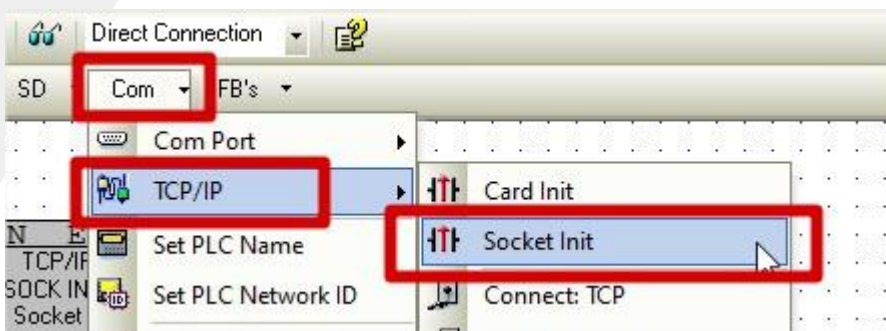 Direct Connection
SD Com FB's
Com Port
TCP/IP Card Init
N E Set PLC Name Socket Init
TCP/IF
SOCK IN Set PLC Network ID Connect: TCP
Socket